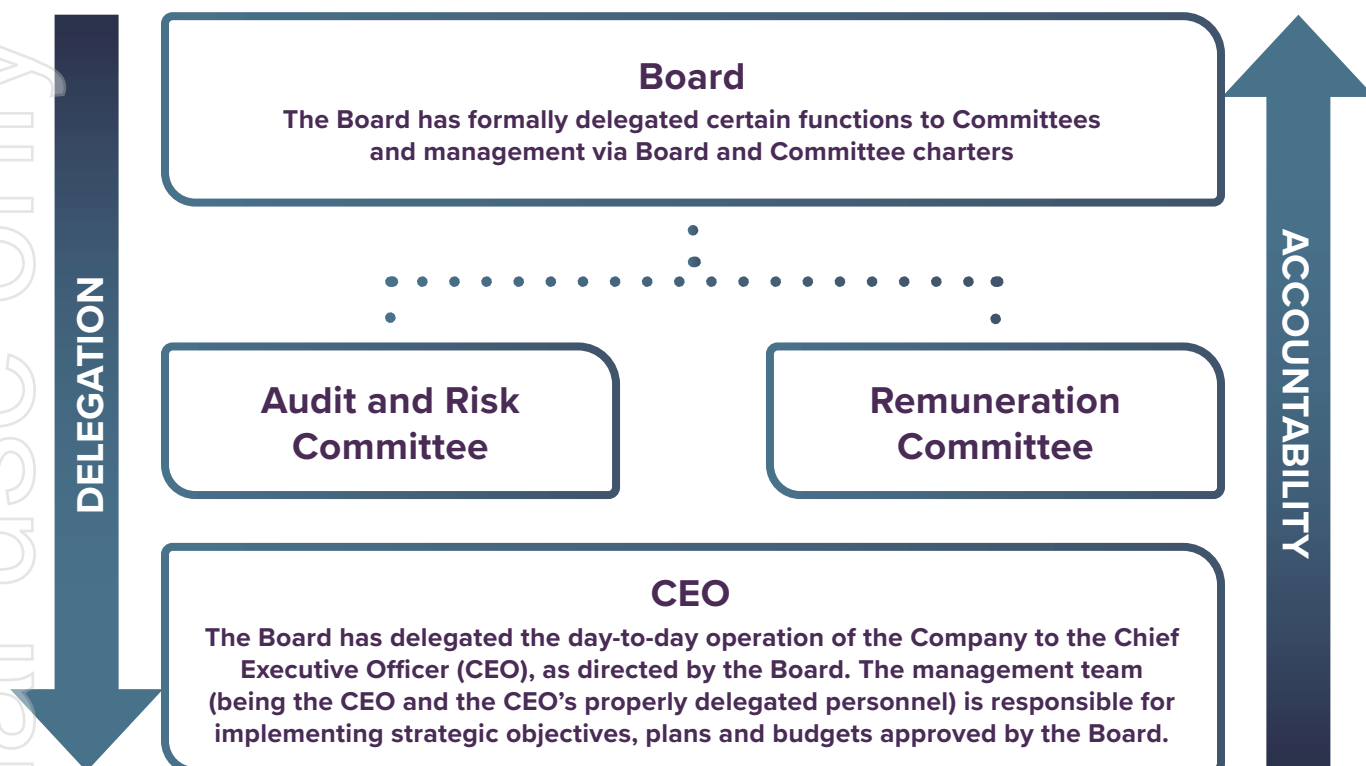 Board
The Board has formally delegated certain functions to Committees
and management via Board and Committee charters
DELEGATION
ACCOUNTABILITY
Audit and Risk
Committee
Remuneration
Committee
CEO
The Board has delegated the day-to-day operation of the Company to the Chief
Executive Officer (CEO), as directed by the Board. The management team
(being the CEO and the CEO’s properly delegated personnel) is responsible for
implementing strategic objectives, plans and budgets approved by the Board.